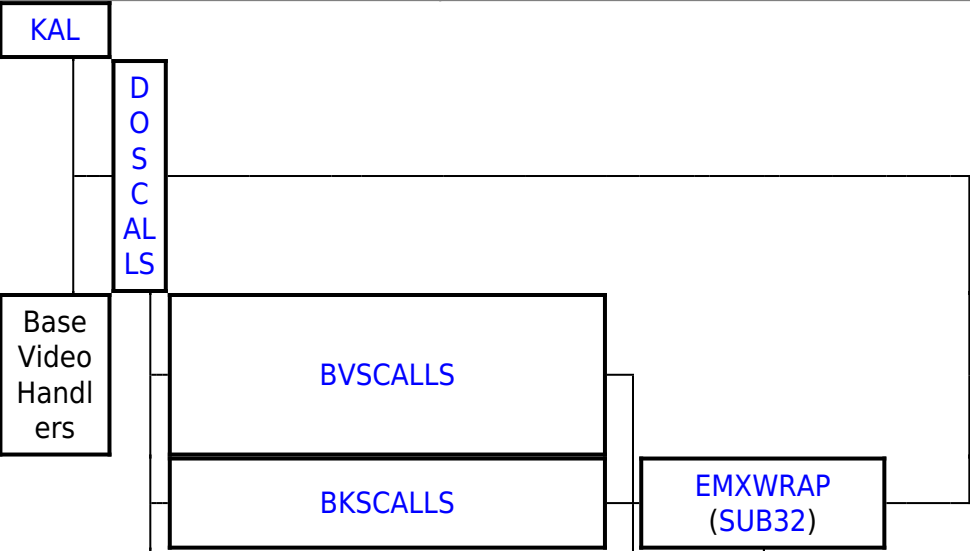 KAL
D
O
S
C
AL
LS
Base
Video
Handl
ers
BVSCALLS
BKSCALLS
EMXWRAP
(SUB32)